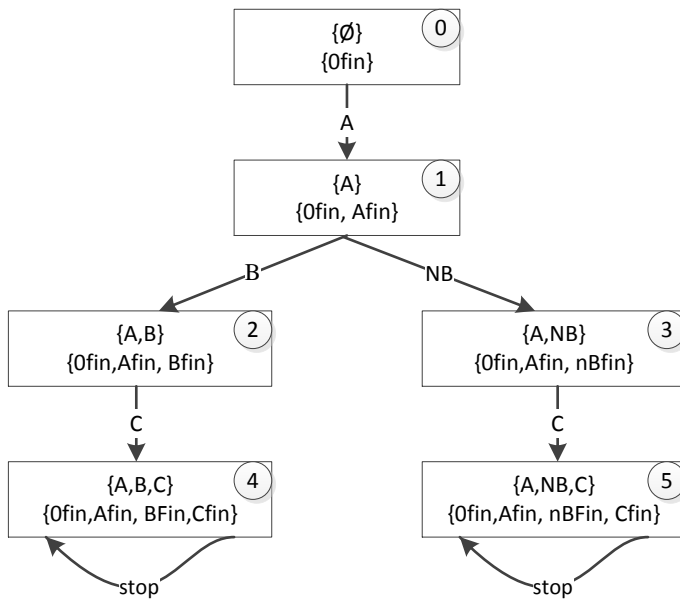 {Ø}
0
{0fin}
A
{A}
1
{0fin, Afin}
B
NB
{A,B}
2
{0fin,Afin, Bfin}
{A,NB}
3
{0fin,Afin, nBfin}
C
C
{A,B,C}
4
{0fin,Afin, BFin,Cfin}
{A,NB,C}
5
{0fin,Afin, nBFin, Cfin}
stop
stop